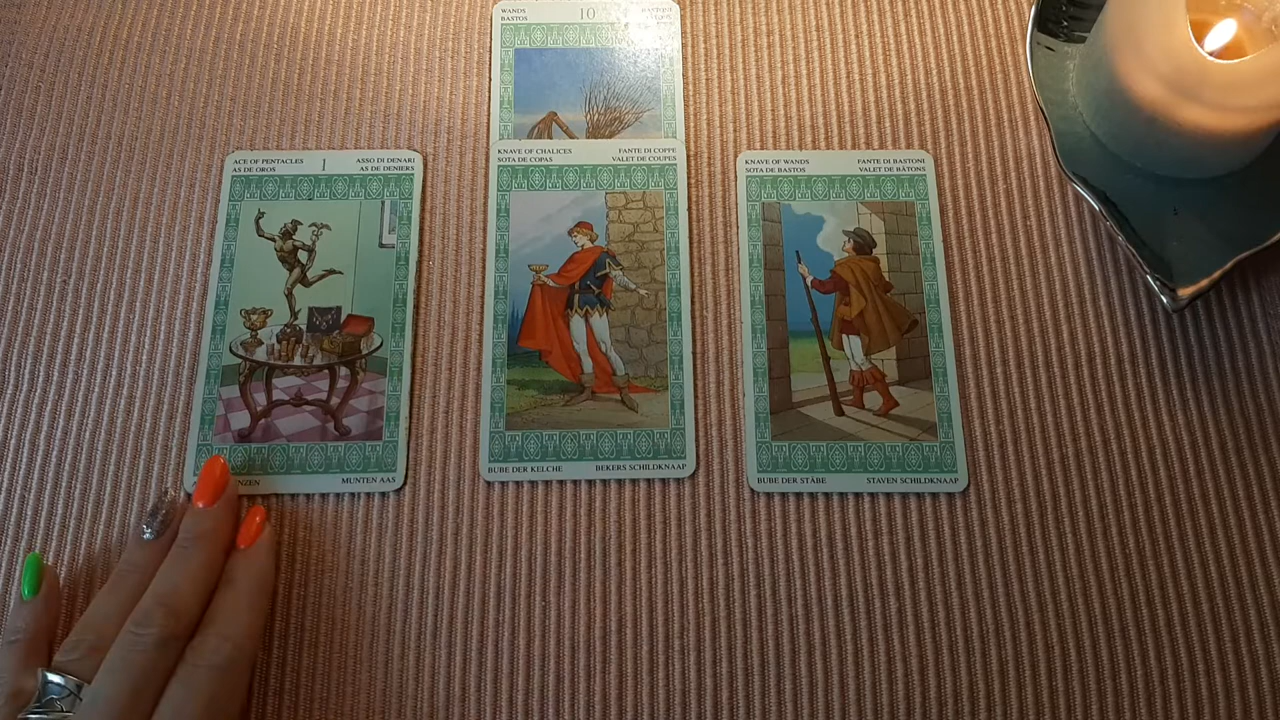 WANDS
BASTOS
10
BASTONI
ACE OF PENTACLES
AS DE OROS
1
ASSO DI DENARI
AS DE DENIERS
NZEN
MUNTEN AAS
KNAVE OF CHALICES
SOTA DE COPAS
FANTE DI COPPE
VALET DE COUPES
BUBE DER KELCHE
BEKERS SCHILDKNAAP
KNAVE OF WANDS
SOTA DE BASTOS
FANTE DI BASTONI
VALET DE BÂTONS
BUBE DER STÄBE
STAVEN SCHILDKNAAP